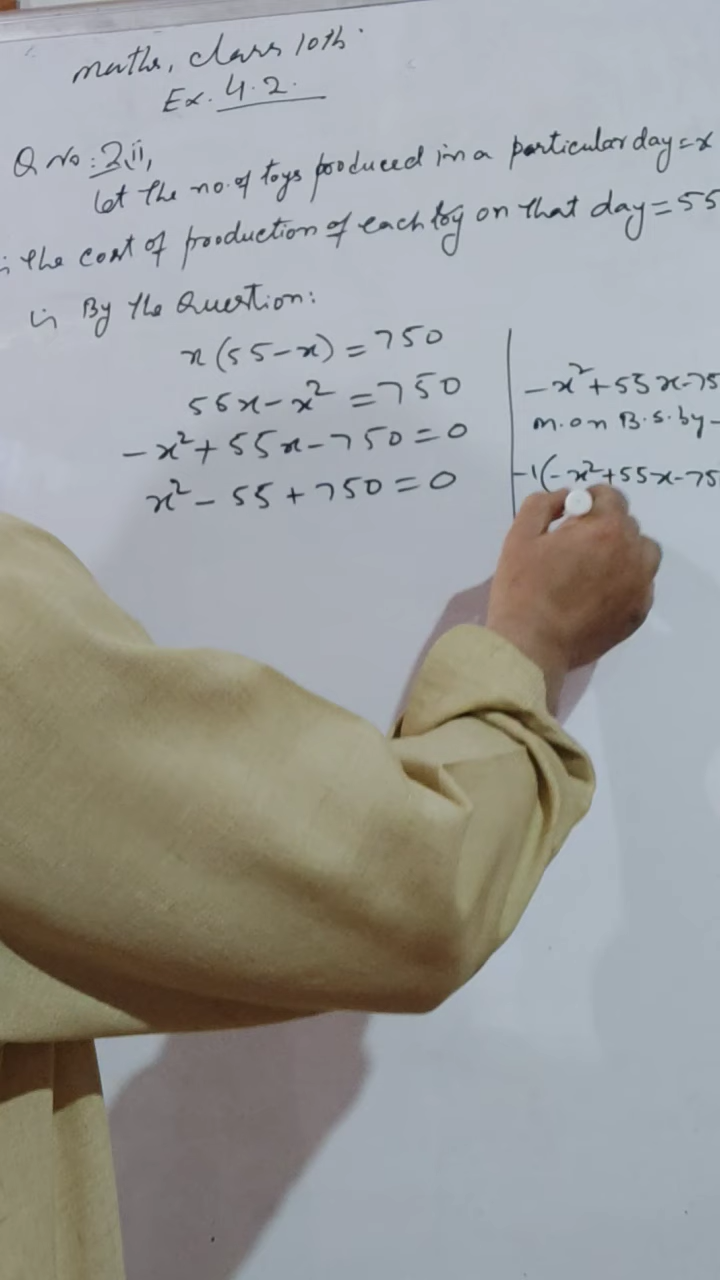 maths, class 10th.
Ex. 4.2.
Q No: 2,ii,
let the no. of toys produced in a particular day = x
∴ the cost of production of each toy on that day = 55
By the Question:
x(55-x) = 750
55x - x² = 750
-x² + 55x - 750 = 0
x² - 55 + 750 = 0
-x² + 55x - 75
m. on B.S. by -
-1(-x² + 55x - 75